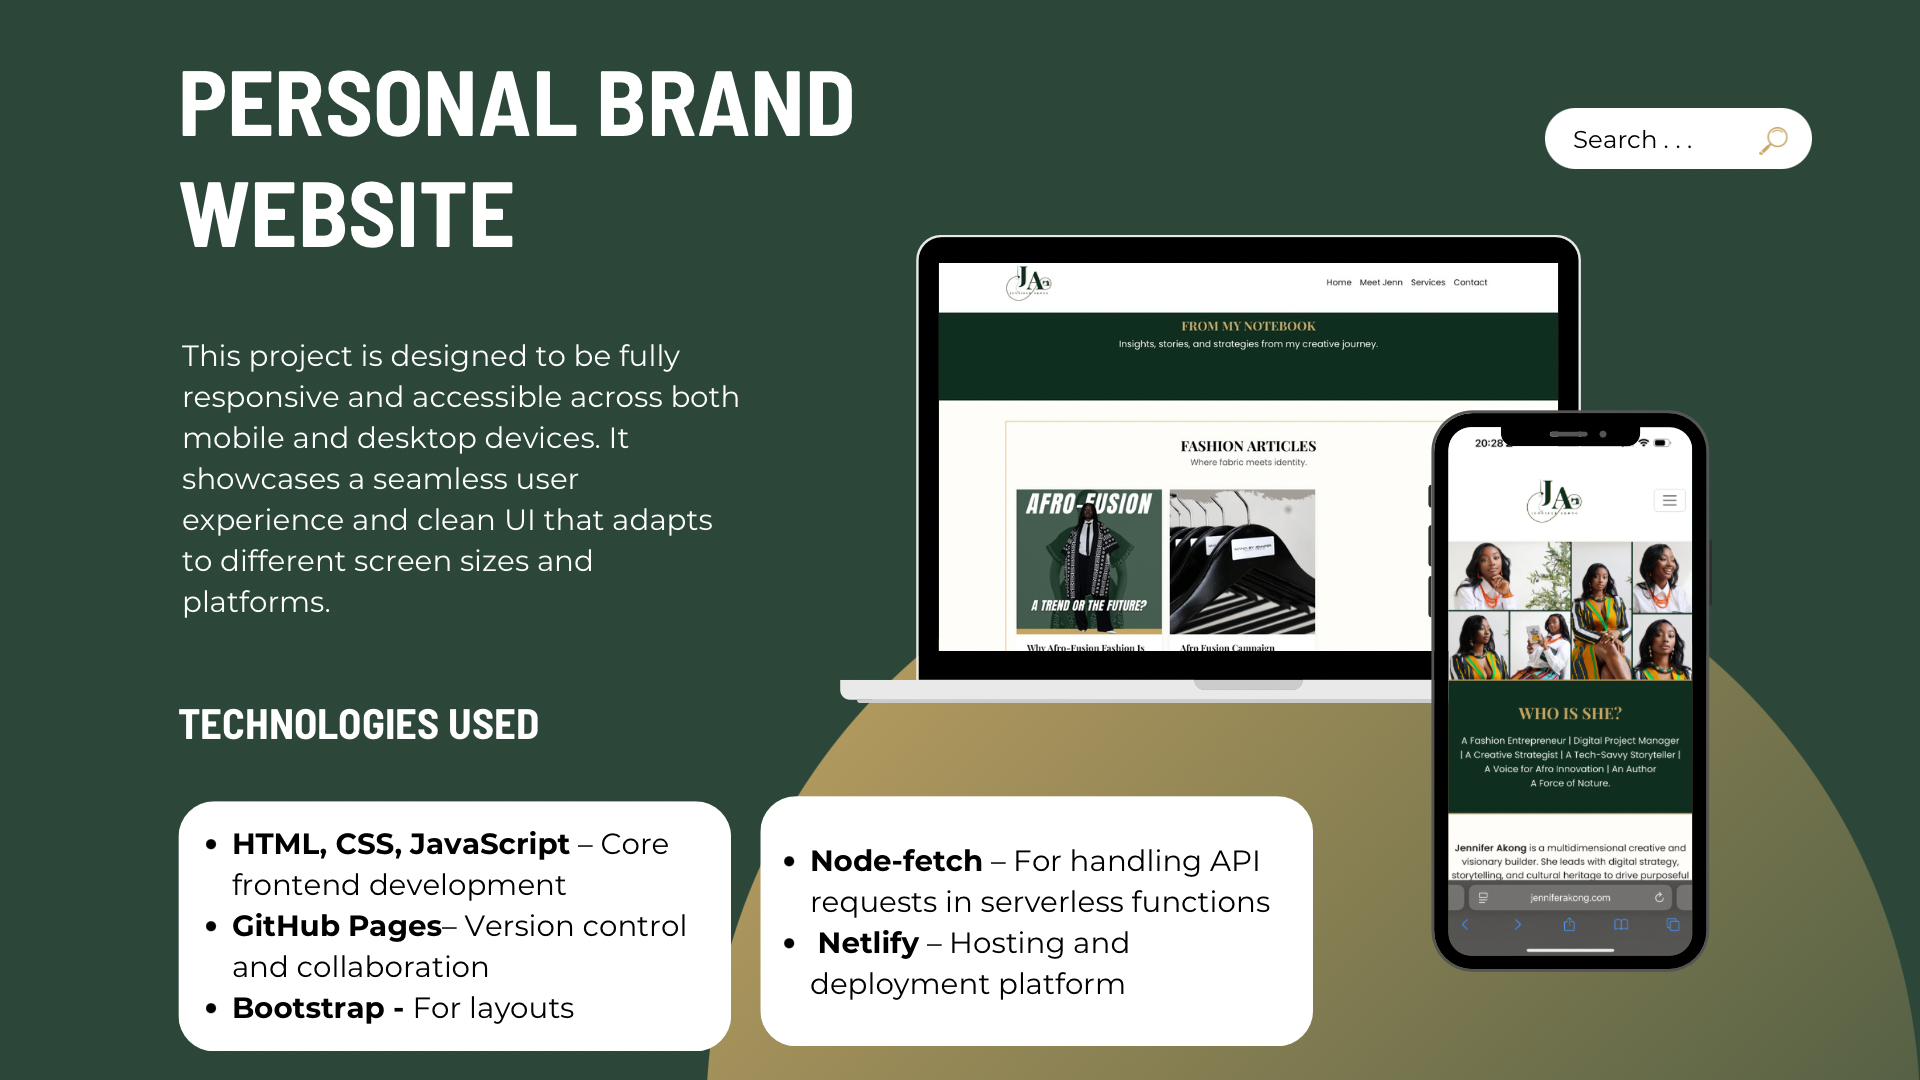 PERSONAL BRAND
WEBSITE
Search . . .
This project is designed to be fully
responsive and accessible across both
mobile and desktop devices. It
showcases a seamless user
experience and clean UI that adapts
to different screen sizes and
platforms.
TECHNOLOGIES USED
• HTML, CSS, JavaScript – Core
frontend development
• GitHub Pages– Version control
and collaboration
• Bootstrap - For layouts
• Node-fetch – For handling API
requests in serverless functions
• Netlify – Hosting and
deployment platform
JA
Home Meet Jenn Services Contact
FROM MY NOTEBOOK
Insights, stories, and strategies from my creative journey.
FASHION ARTICLES
Where fabric meets identity.
AFRO-FUSION
A TREND OR THE FUTURE?
Why Afro-Fusion Fashion Is
Afro Fusion Campaign
20:28
JA
WHO IS SHE?
A Fashion Entrepreneur | Digital Project Manager
| A Creative Strategist | A Tech-Savvy Storyteller |
A Voice for Afro Innovation | An Author
A Force of Nature.
Jennifer Akong is a multidimensional creative and
visionary builder. She leads with digital strategy,
storytelling, and cultural heritage to drive purposeful
jenniferakong.com